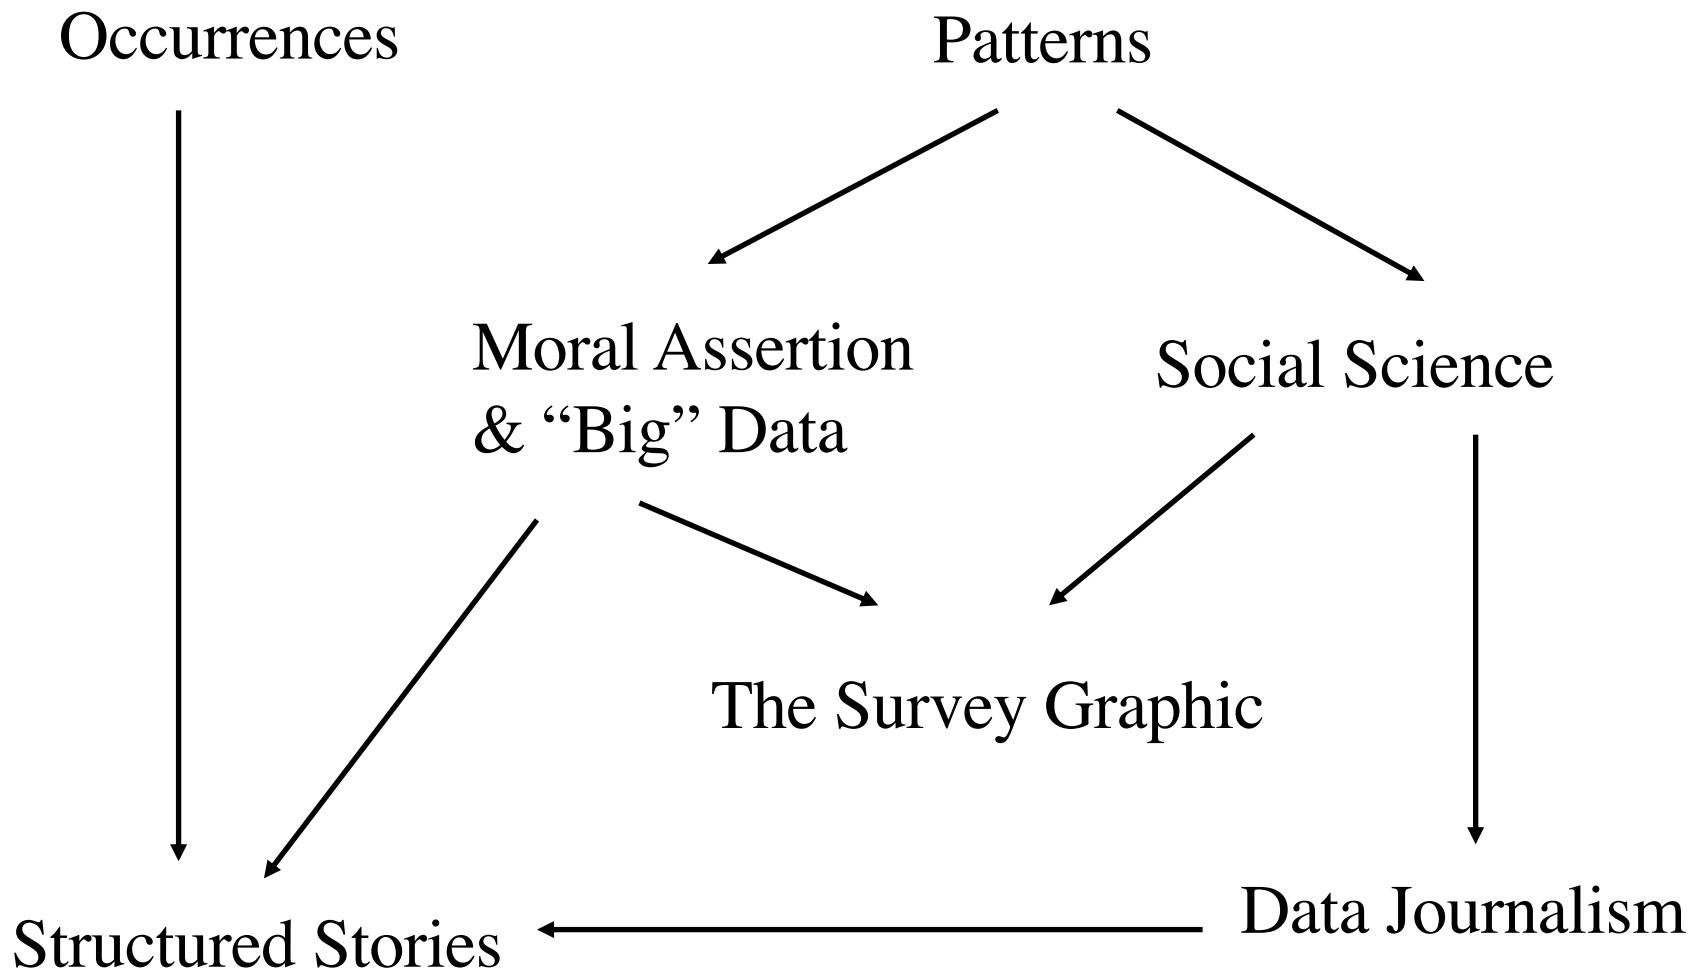 Occurrences
Patterns
Moral Assertion
& “Big” Data
Social Science
The Survey Graphic
Data Journalism
Structured Stories